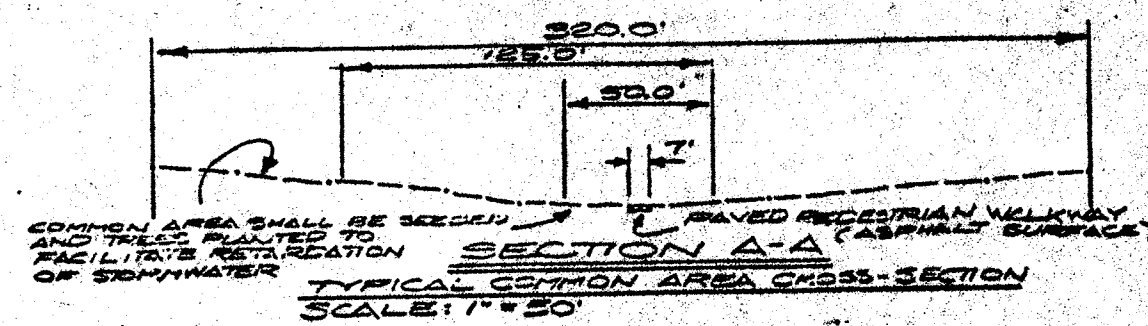 320.0'
125.0'
50.0'
7'
COMMON AREA SHALL BE SEEDED
AND TREES PLANTED TO
FACILITATE RETARDATION
OF STORMWATER
PAVED PEDESTRIAN WALKWAY
(ASPHALT SURFACE)
SECTION A-A
TYPICAL COMMON AREA CROSS-SECTION
SCALE: 1" = 50'